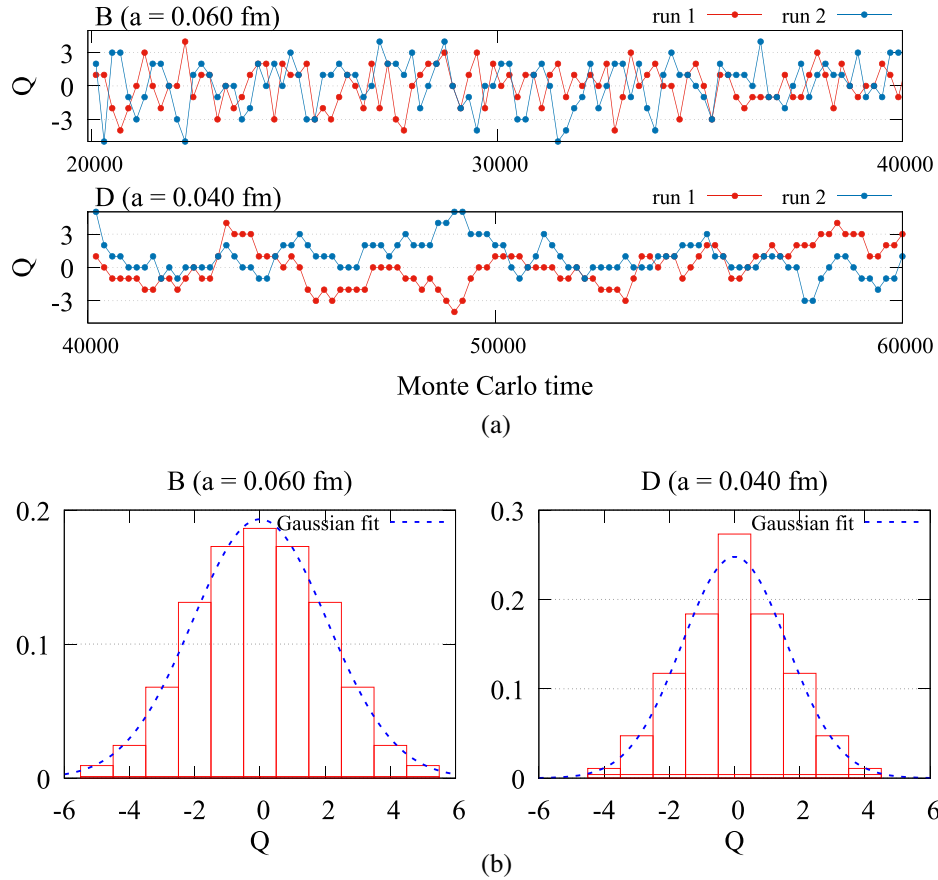 B (a = 0.060 fm) run 1 run 2
3
0
-3
Q
20000 30000 40000
D (a = 0.040 fm) run 1 run 2
3
0
-3
Q
40000 50000 60000
Monte Carlo time
(a)
B (a = 0.060 fm)
Gaussian fit
0.2
0.1
0
-6 -4 -2 0 2 4 6
Q
D (a = 0.040 fm)
Gaussian fit
0.3
0.2
0.1
0
-6 -4 -2 0 2 4 6
Q
(b)